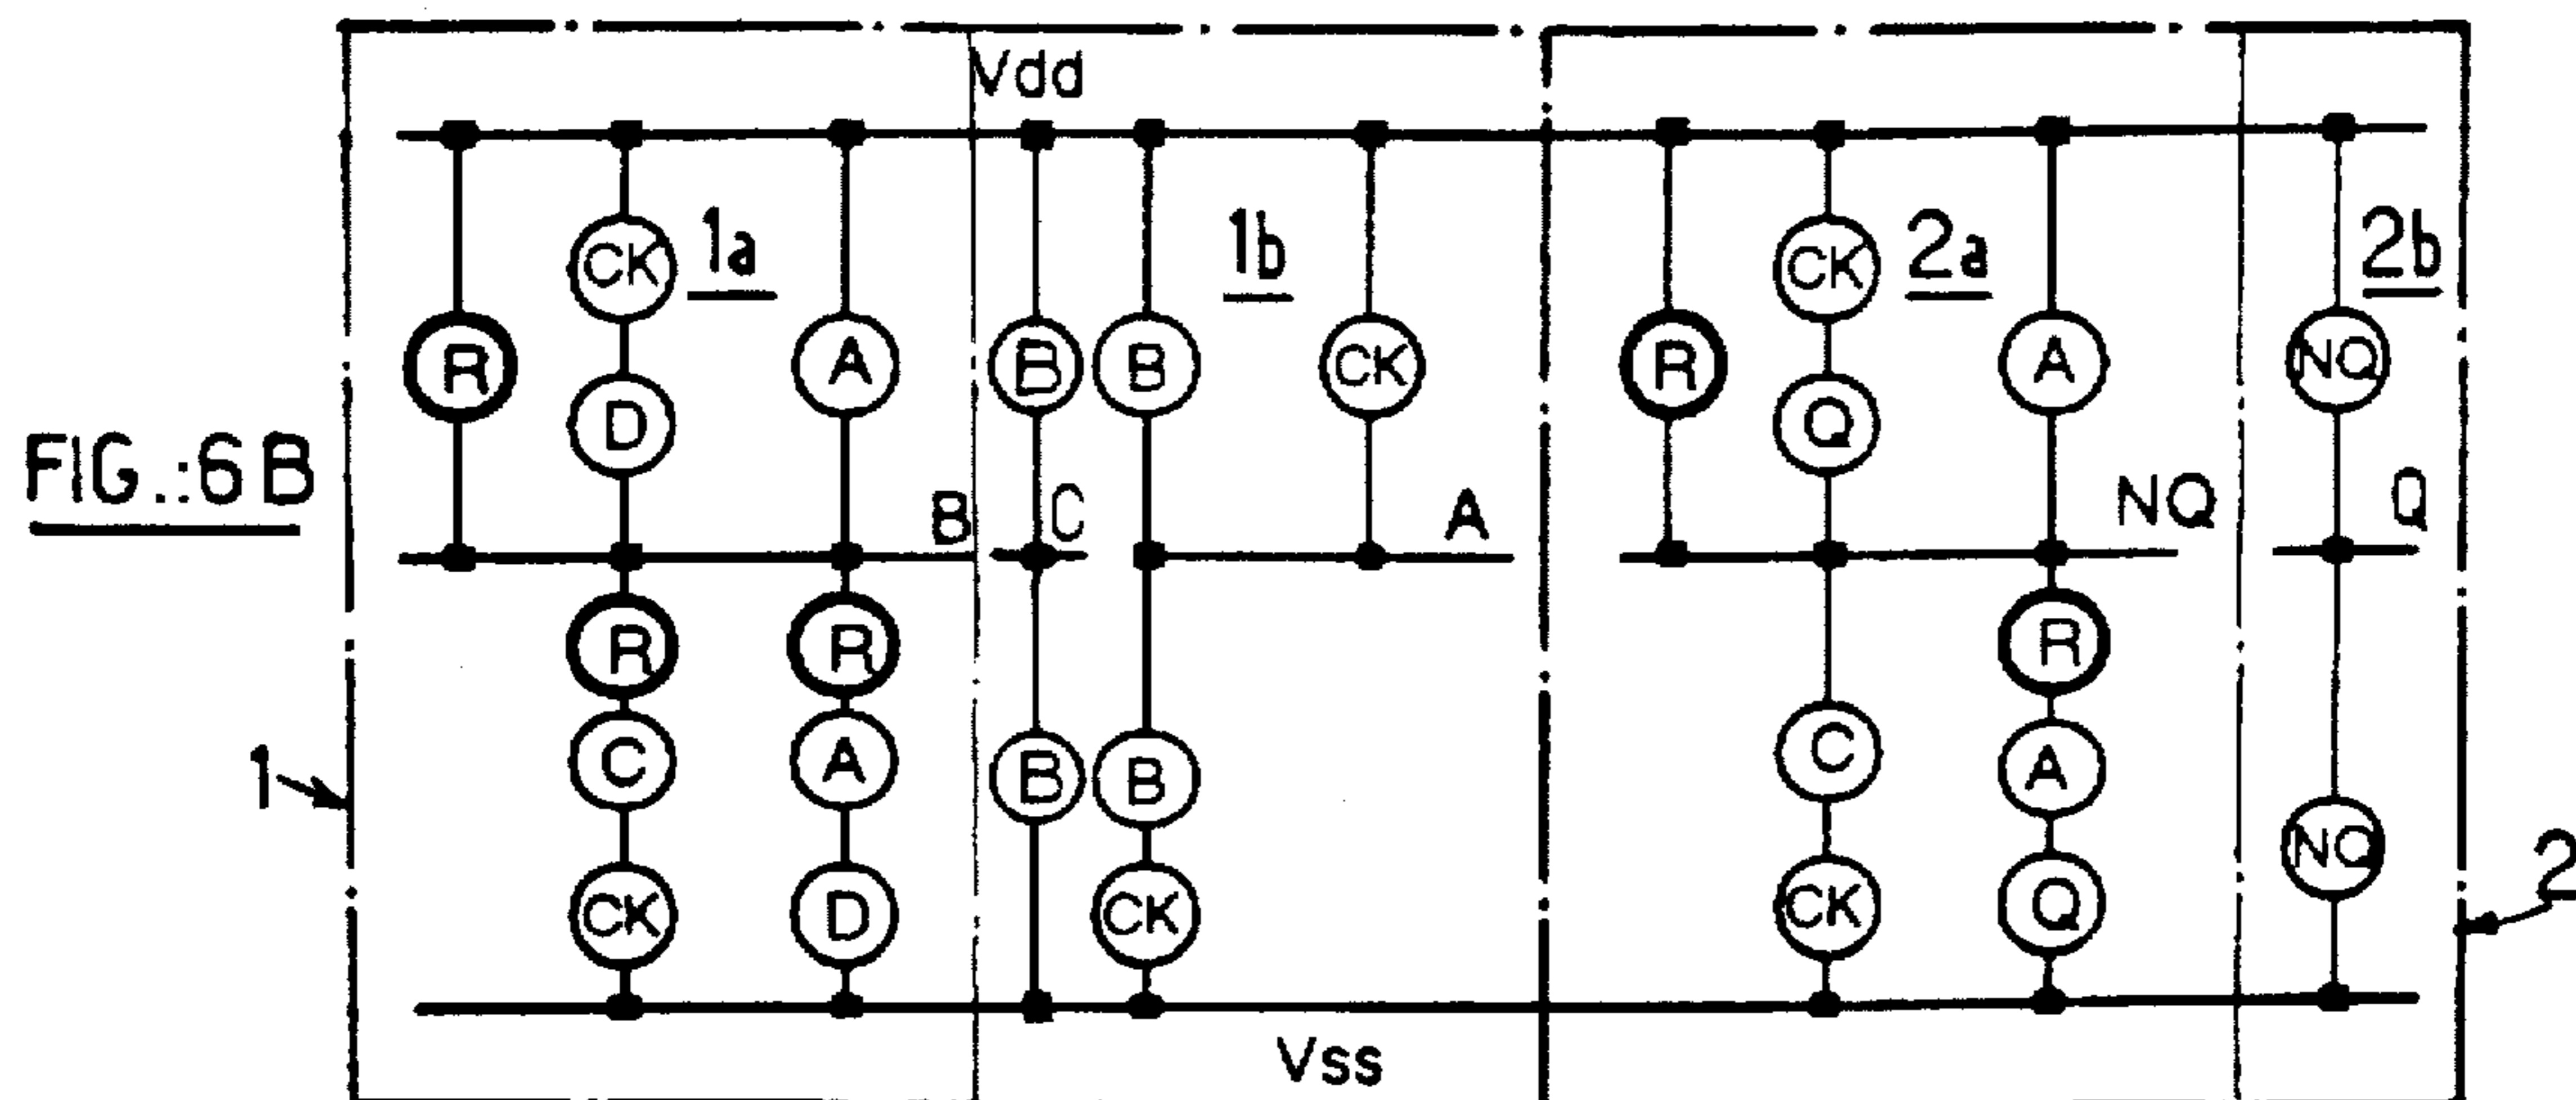 Vdd
CK 1a 1b CK 2a 2b
R A B B CK R A NQ
D Q
FIG.:6B
B C A NQ Q
R R R
C A B B C A
1
CK D CK CK Q NQ
2
Vss